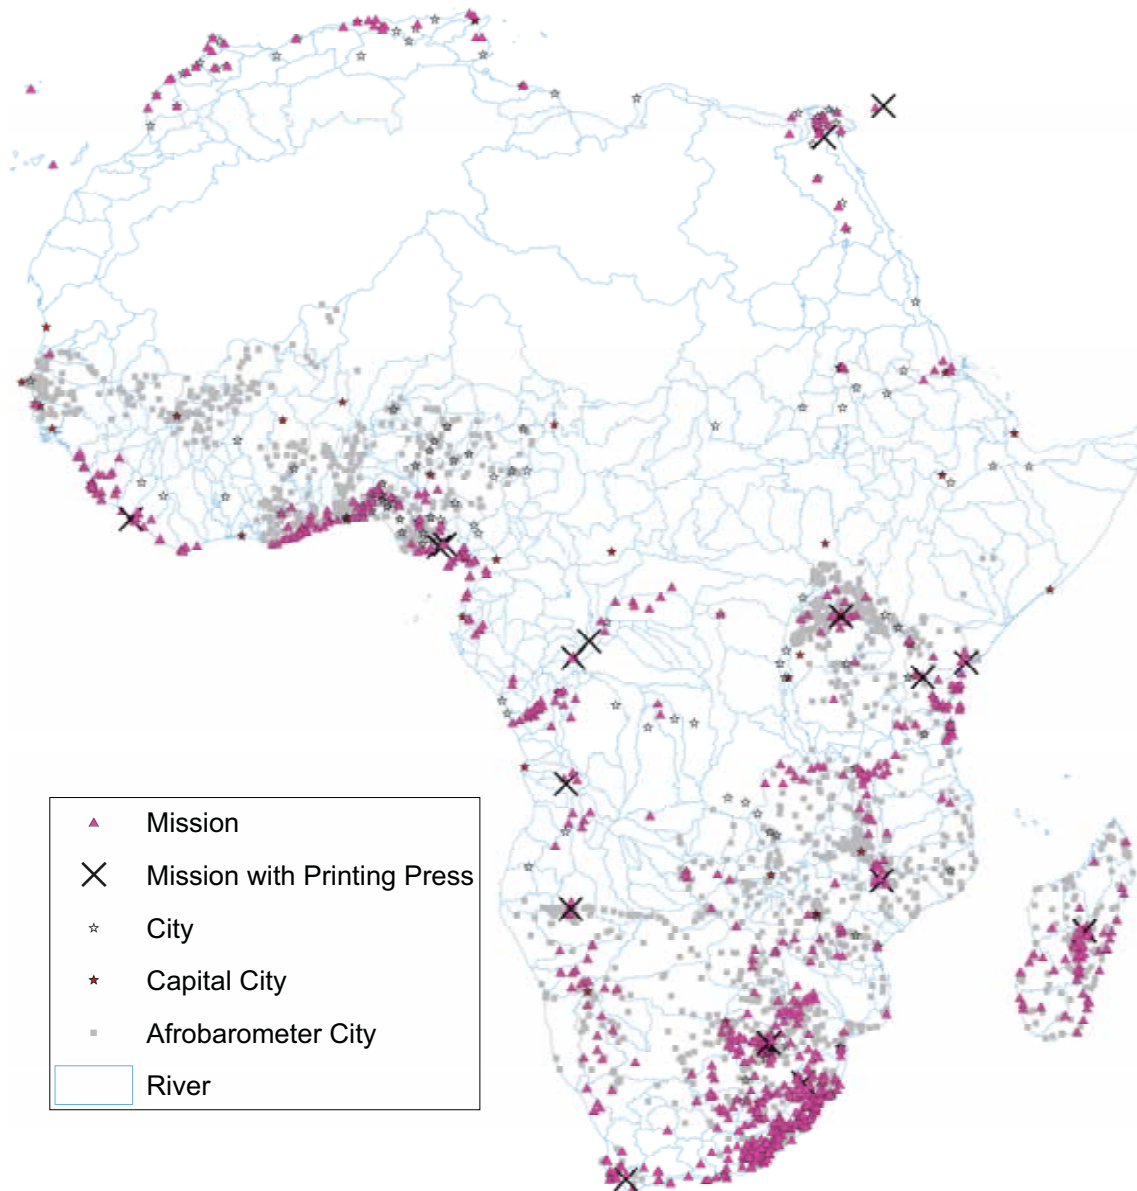 Mission
Mission with Printing Press
City
Capital City
Afrobarometer City
River